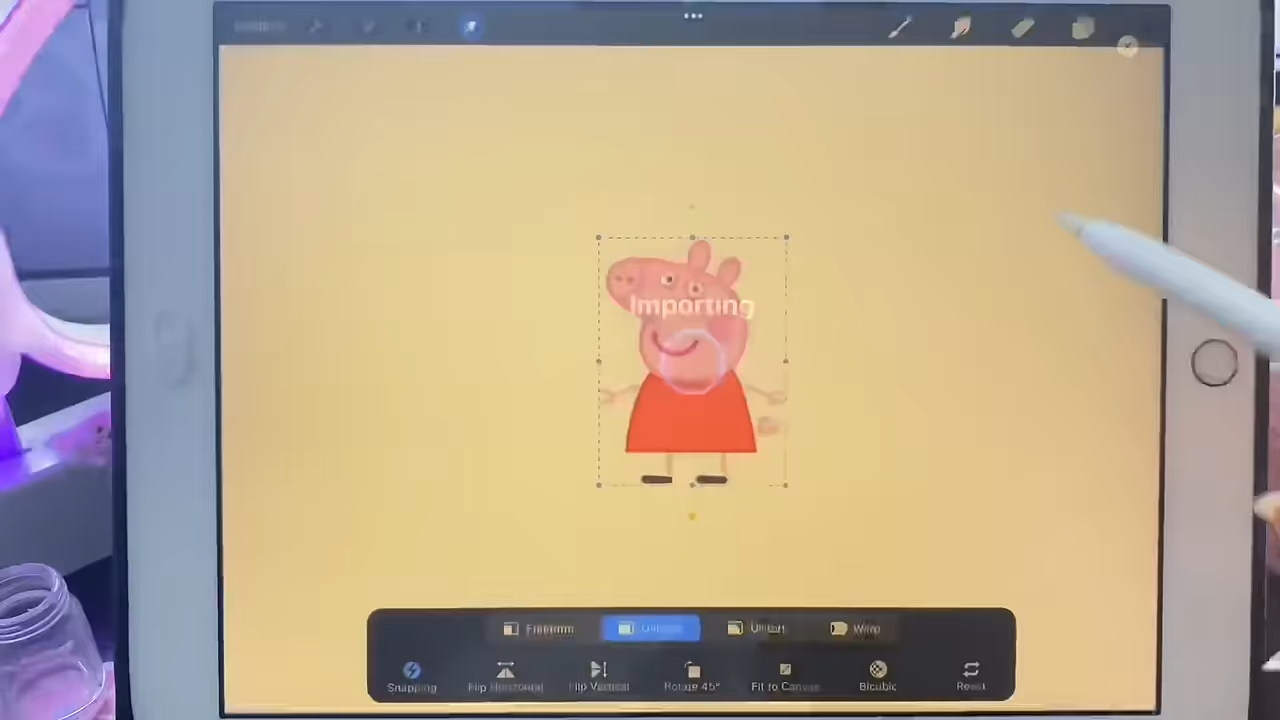 Importing
Freeform
Uniform
Distort
Warp
Snapping
Flip Horizontal
Flip Vertical
Rotate 45°
Fit to Canvas
Bicubic
Reset